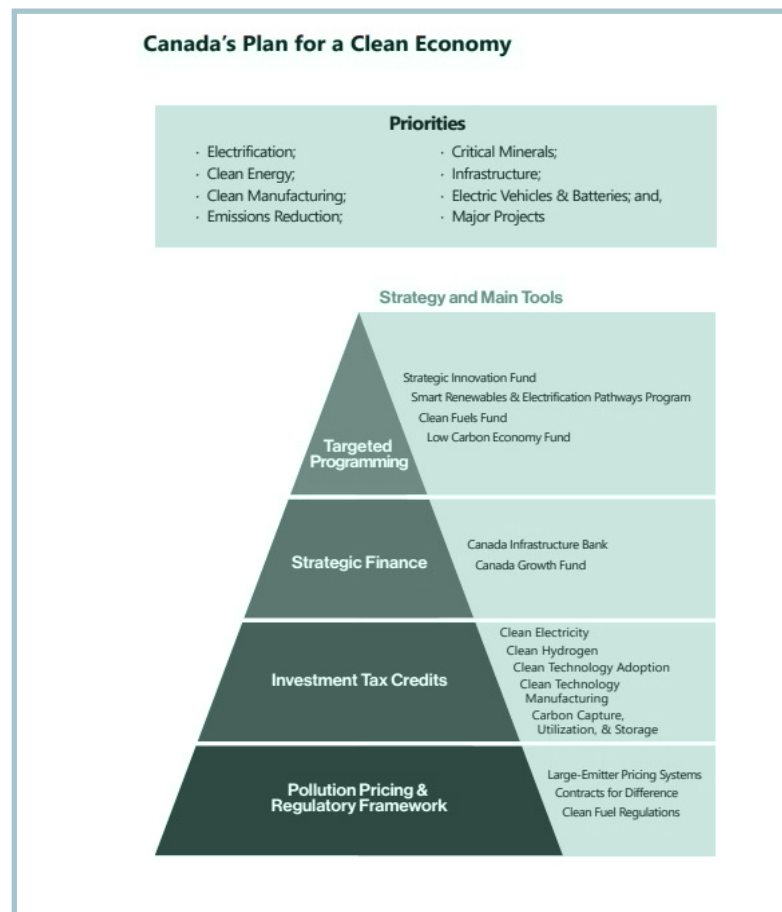 Canada's Plan for a Clean Economy
Priorities
· Electrification;
· Clean Energy;
· Clean Manufacturing;
· Emissions Reduction;
· Critical Minerals;
· Infrastructure;
· Electric Vehicles & Batteries; and,
· Major Projects
Strategy and Main Tools
Targeted
Programming
Strategic Innovation Fund
Smart Renewables & Electrification Pathways Program
Clean Fuels Fund
Low Carbon Economy Fund
Strategic Finance
Canada Infrastructure Bank
Canada Growth Fund
Investment Tax Credits
Clean Electricity
Clean Hydrogen
Clean Technology Adoption
Clean Technology
Manufacturing
Carbon Capture,
Utilization, & Storage
Pollution Pricing &
Regulatory Framework
Large-Emitter Pricing Systems
Contracts for Difference
Clean Fuel Regulations